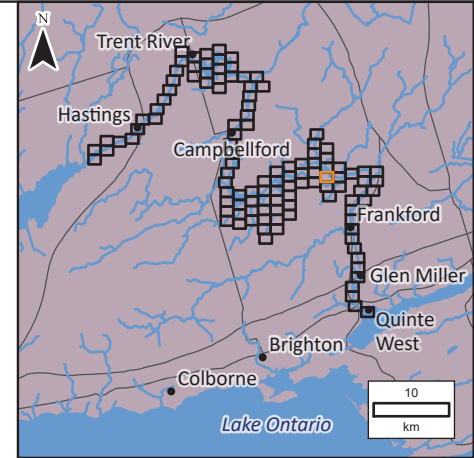 N
Trent River
Hastings
Campbellford
Frankford
Glen Miller
Quinte
West
Brighton
Colborne
Lake Ontario
10
km